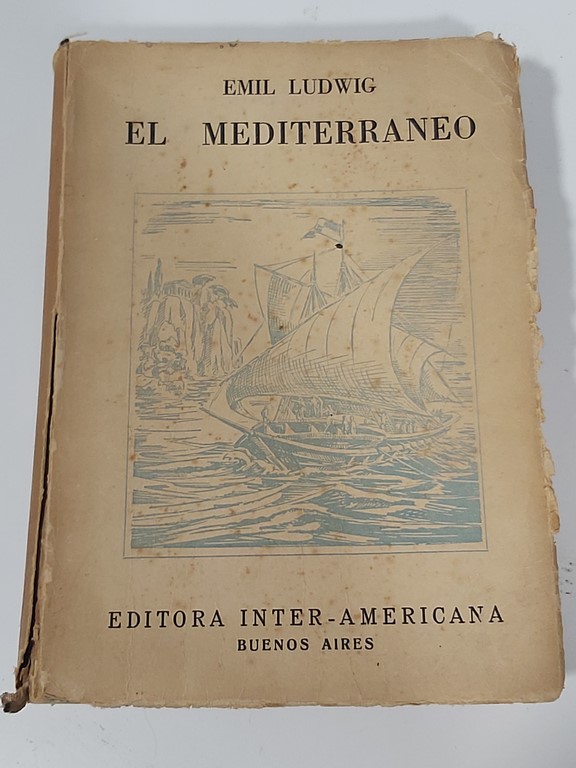 EMIL LUDWIG
EL MEDITERRANEO
EDITORA INTER-AMERICANA
BUENOS AIRES